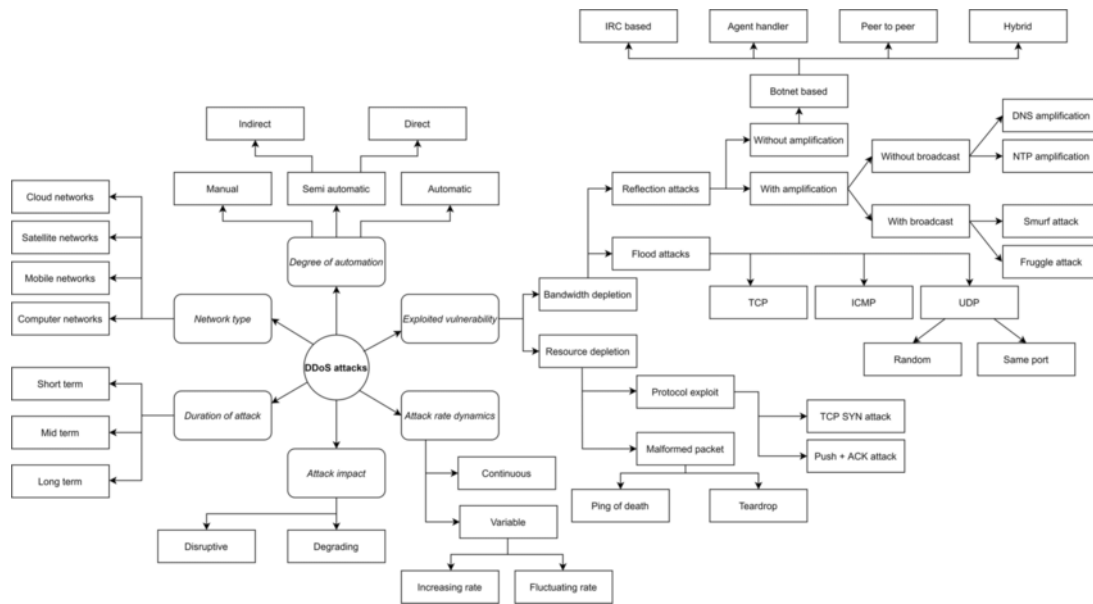 IRC based
Agent handler
Peer to peer
Hybrid
Botnet based
Indirect
Direct
Without amplification
DNS amplification
Without broadcast
NTP amplification
Manual
Semi automatic
Automatic
Reflection attacks
With amplification
Cloud networks
With broadcast
Smurf attack
Satellite networks
Degree of automation
Flood attacks
Fruggle attack
Mobile networks
Bandwidth depletion
TCP
ICMP
UDP
Computer networks
Network type
Exploited vulnerability
Resource depletion
Random
Same port
DDoS attacks
Short term
Protocol exploit
Duration of attack
Attack rate dynamics
TCP SYN attack
Mid term
Malformed packet
Push + ACK attack
Long term
Attack impact
Continuous
Ping of death
Teardrop
Variable
Disruptive
Degrading
Increasing rate
Fluctuating rate